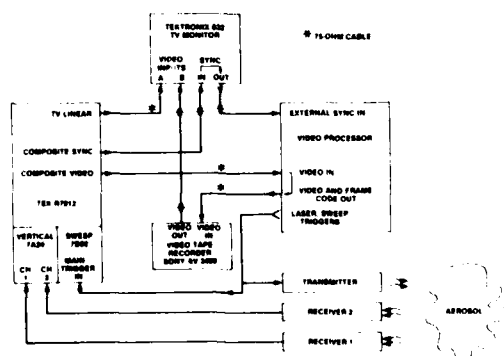 TEKTRONIX 632
TV MONITOR
* 75-OHM CABLE
VIDEO
INPUTS
SYNC
A B IN OUT
*
TV LINEAR
EXTERNAL SYNC IN
VIDEO PROCESSOR
COMPOSITE SYNC
*
COMPOSITE VIDEO
VIDEO IN
*
TEK R7912
VIDEO AND FRAME
CODE OUT
LASER, SWEEP
TRIGGERS
VERTICAL
7A24
SWEEP
VIDEO
OUT
VIDEO
IN
VIDEO TAPE
RECORDER
MAIN
TRIGGER
IN
CH
1
CH
2
TRANSMITTER
RECEIVER 2
AEROSOL
RECEIVER 1